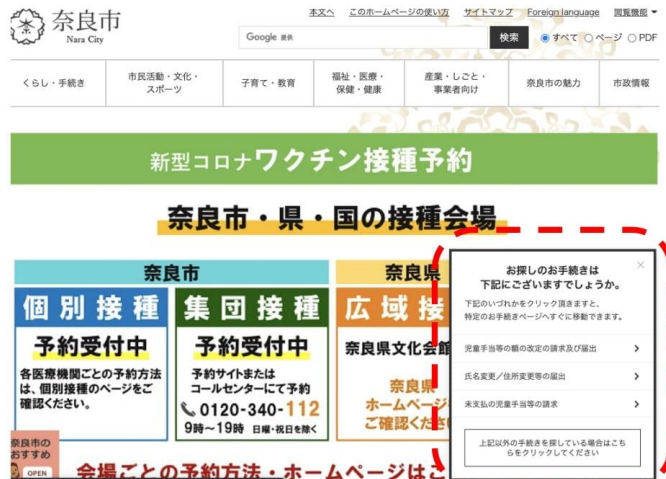 奈良市
Nara City
本文へ このホームページの使い方 サイトマップ Foreign language 閲覧機能
Google 提供
検索
すべて ページ PDF
くらし・手続き
市民活動・文化・
スポーツ
子育て・教育
福祉・医療・
保健・健康
産業・しごと・
事業者向け
奈良市の魅力
市政情報
新型コロナワクチン接種予約
奈良市・県・国の接種会場
奈良市
個別接種
予約受付中
各医療機関ごとの予約方法
は、個別接種のページをご
確認ください。
集団接種
予約受付中
予約サイトまたは
コールセンターにて予約
0120-340-112
9時〜19時 日曜・祝日を除く
奈良県
広域接
奈良県文化会館
奈良県
ホームページ
ご確認くださ
お探しのお手続きは
下記にございますでしょうか。
下記のいづれかをクリック頂きますと、
特定のお手続きページへすぐに移動できます。
児童手当等の額の改定の請求及び届出
氏名変更/住所変更等の届出
未支払の児童手当等の請求
上記以外の手続きを探している場合はこち
らをクリックしてください
奈良市の
おすすめ
OPEN
会場ごとの予約方法・ホームページはこ